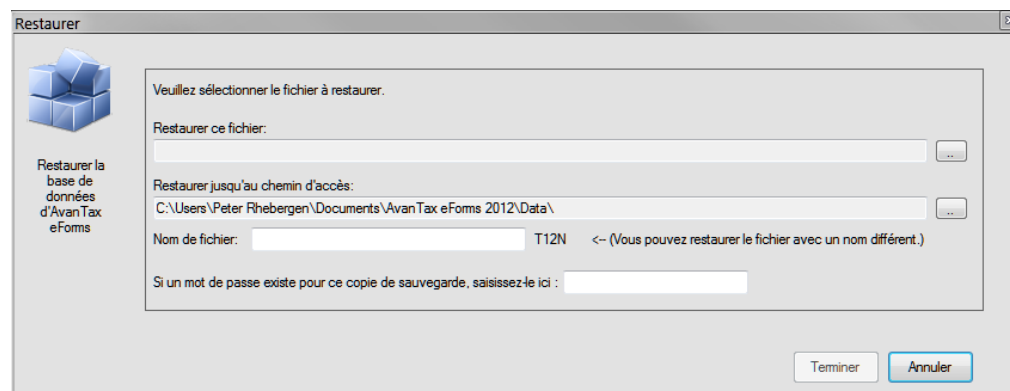 Restaurer
Veuillez sélectionner le fichier à restaurer.
Restaurer ce fichier:
..
Restaurer la
base de
données
d'AvanTax
eForms
Restaurer jusqu'au chemin d'accès:
C:\Users\Peter Rhebergen\Documents\AvanTax eForms 2012\Data\
..
Nom de fichier: T12N <-- (Vous pouvez restaurer le fichier avec un nom différent.)
Si un mot de passe existe pour ce copie de sauvegarde, saisissez-le ici :
Terminer Annuler